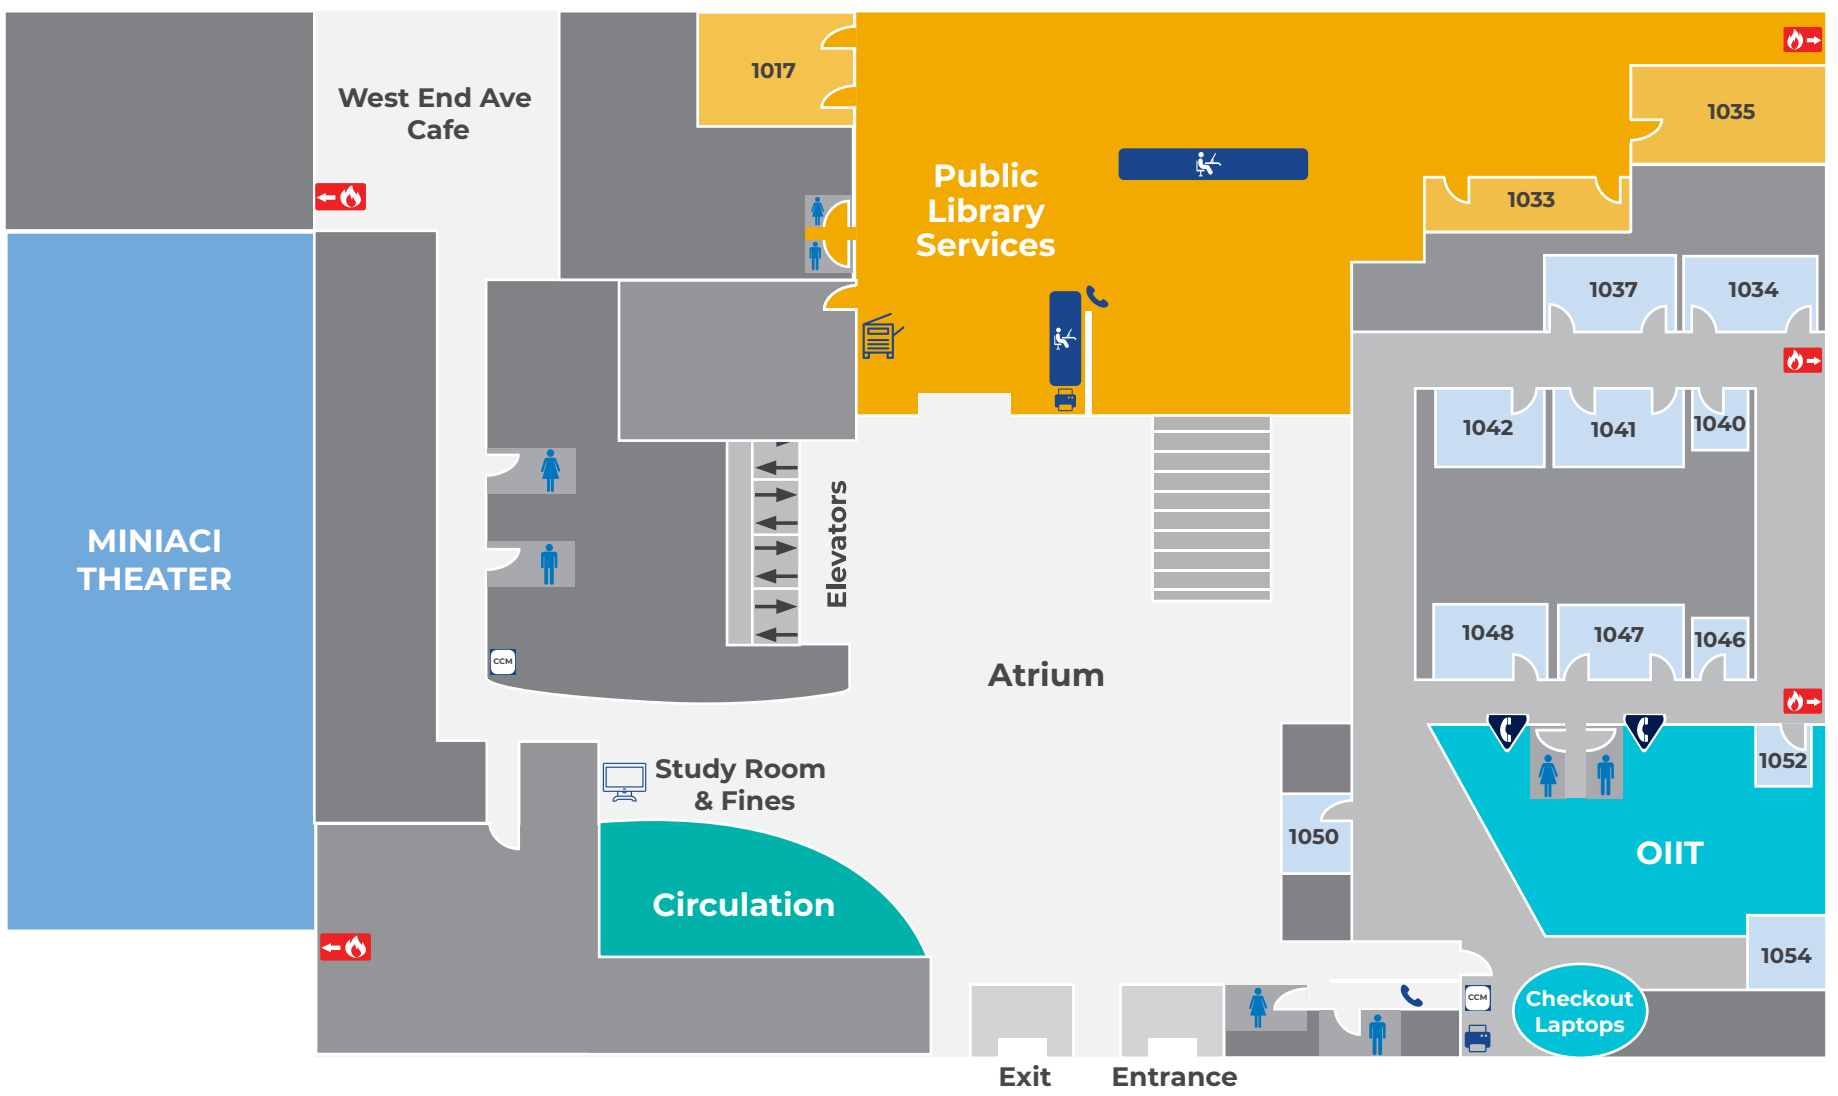 1017
West End Ave
Cafe
1035
Public
Library
Services
1033
1037
1034
1042
1041
1040
Elevators
MINIACI
THEATER
1048
1047
1046
CCM
Atrium
Study Room
& Fines
1052
1050
OIIT
Circulation
1054
CCM
Checkout
Laptops
Exit
Entrance